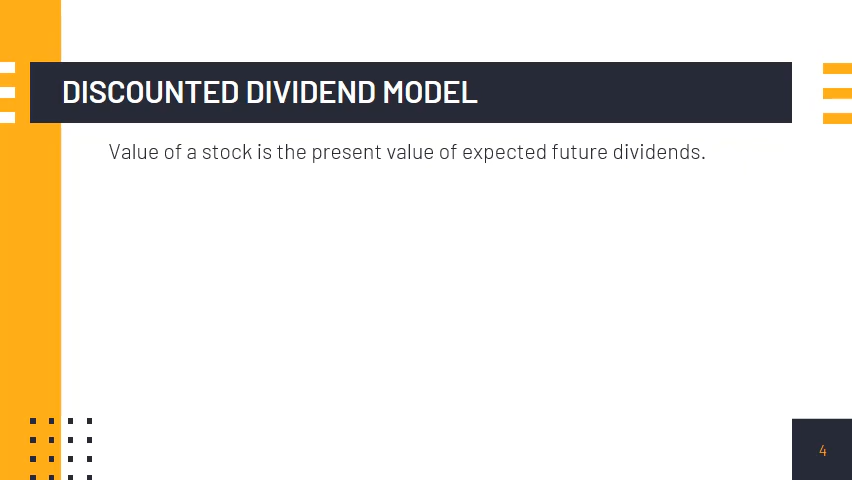 DISCOUNTED DIVIDEND MODEL
Value of a stock is the present value of expected future dividends.
4